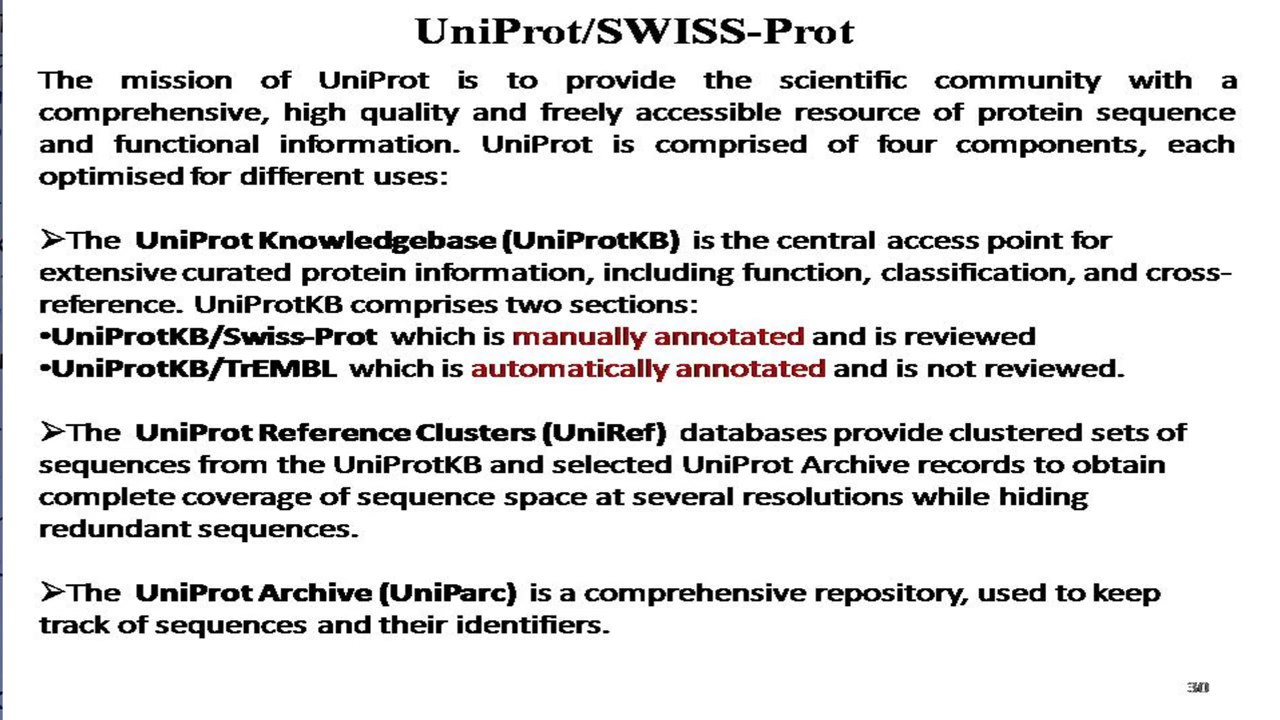 UniProt/SWISS-Prot
The mission of UniProt is to provide the scientific community with a
comprehensive, high quality and freely accessible resource of protein sequence
and functional information. UniProt is comprised of four components, each
optimised for different uses:
➢The UniProt Knowledgebase (UniProtKB) is the central access point for
extensive curated protein information, including function, classification, and cross-
reference. UniProtKB comprises two sections:
•UniProtKB/Swiss-Prot which is manually annotated and is reviewed
•UniProtKB/TrEMBL which is automatically annotated and is not reviewed.
➢The UniProt Reference Clusters (UniRef) databases provide clustered sets of
sequences from the UniProtKB and selected UniProt Archive records to obtain
complete coverage of sequence space at several resolutions while hiding
redundant sequences.
➢The UniProt Archive (UniParc) is a comprehensive repository, used to keep
track of sequences and their identifiers.
30